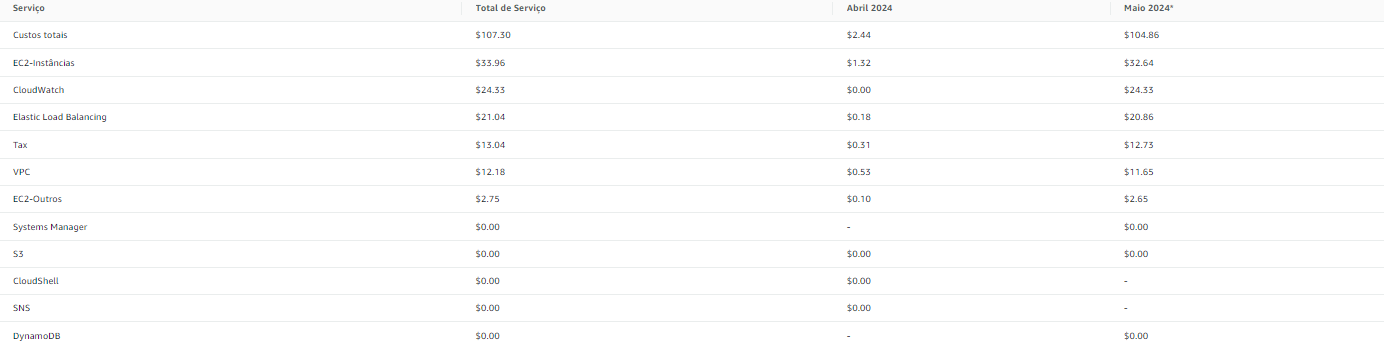 Serviço Total de Serviço Abril 2024 Maio 2024*
Custos totais $107.30 $2.44 $104.86
EC2-Instâncias $33.96 $1.32 $32.64
CloudWatch $24.33 $0.00 $24.33
Elastic Load Balancing $21.04 $0.18 $20.86
Tax $13.04 $0.31 $12.73
VPC $12.18 $0.53 $11.65
EC2-Outros $2.75 $0.10 $2.65
Systems Manager $0.00 - $0.00
S3 $0.00 $0.00 $0.00
CloudShell $0.00 $0.00 -
SNS $0.00 $0.00 -
DynamoDB $0.00 - $0.00